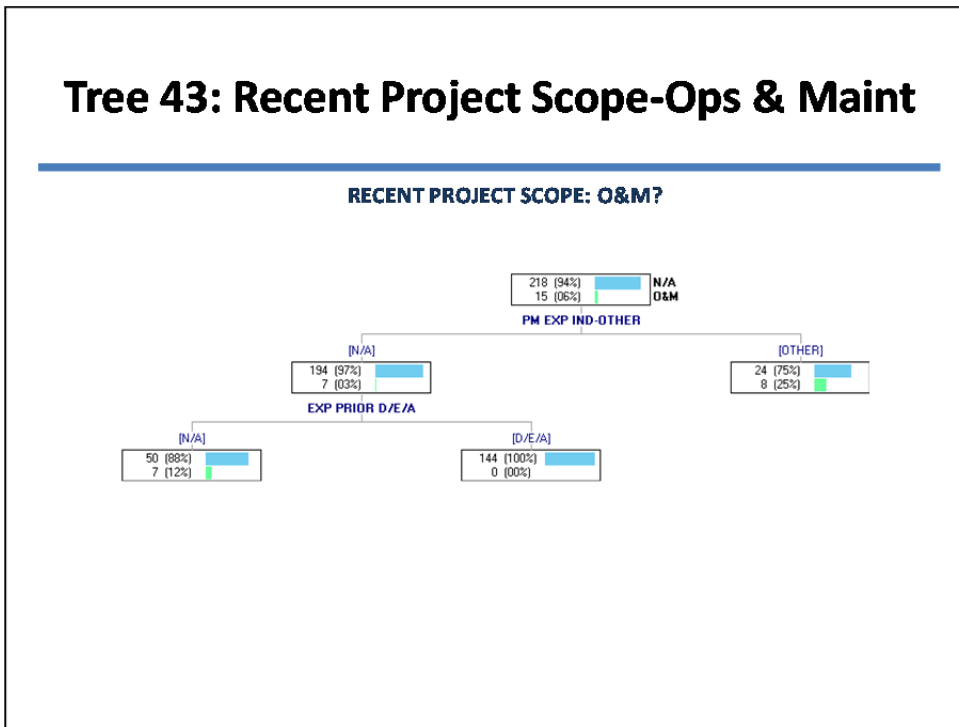 Tree 43: Recent Project Scope-Ops & Maint
RECENT PROJECT SCOPE: O&M?
218 (94%) N/A
15 (06%) O&M
PM EXP IND-OTHER
[N/A] [OTHER]
194 (97%) 24 (75%)
7 (03%) 8 (25%)
EXP PRIOR D/E/A
[N/A] [D/E/A]
50 (88%) 144 (100%)
7 (12%) 0 (00%)